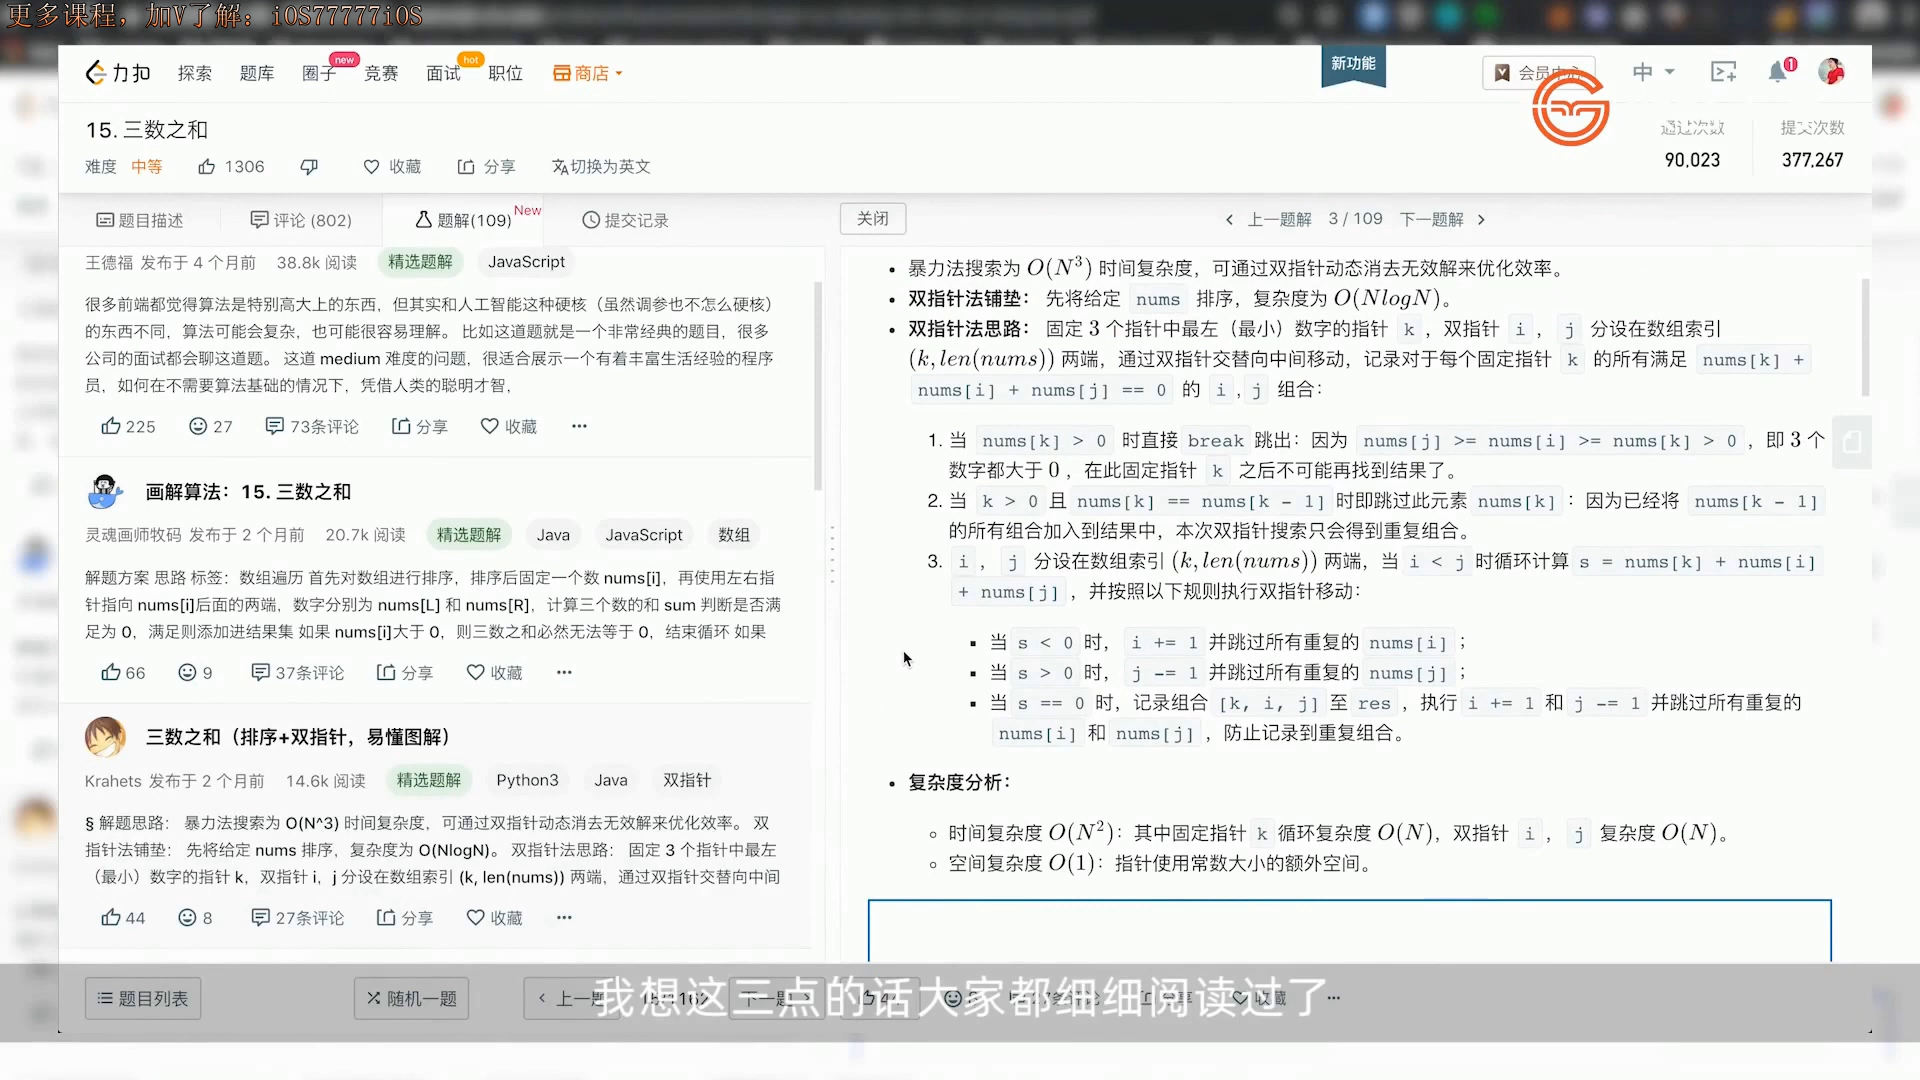 更多课程，加V了解：iOS77777iOS
力扣 探索 题库 圈子 new 竞赛 面试 hot 职位 商店 新功能 会员中心 中 1
15. 三数之和
难度 中等 1306 收藏 分享 切换为英文
通过次数 提交次数
90,023 377,267
题目描述 评论 (802) 题解(109) New 提交记录
王德福 发布于 4 个月前 38.8k 阅读 精选题解 JavaScript
很多前端都觉得算法是特别高大上的东西，但其实和人工智能这种硬核（虽然调参也不怎么硬核）
的东西不同，算法可能会复杂，也可能很容易理解。 比如这道题就是一个非常经典的题目，很多
公司的面试都会聊这道题。 这道 medium 难度的问题，很适合展示一个有着丰富生活经验的程序
员，如何在不需要算法基础的情况下，凭借人类的聪明才智，
225 27 73条评论 分享 收藏 ···
画解算法：15. 三数之和
灵魂画师牧码 发布于 2 个月前 20.7k 阅读 精选题解 Java JavaScript 数组
解题方案 思路 标签：数组遍历 首先对数组进行排序，排序后固定一个数 nums[i]，再使用左右指
针指向 nums[i]后面的两端，数字分别为 nums[L] 和 nums[R]，计算三个数的和 sum 判断是否满
足为 0，满足则添加进结果集 如果 nums[i]大于 0，则三数之和必然无法等于 0，结束循环 如果
66 9 37条评论 分享 收藏 ···
三数之和（排序+双指针，易懂图解）
Krahets 发布于 2 个月前 14.6k 阅读 精选题解 Python3 Java 双指针
§ 解题思路： 暴力法搜索为 O(N^3) 时间复杂度，可通过双指针动态消去无效解来优化效率。 双
指针法铺垫： 先将给定 nums 排序，复杂度为 O(NlogN)。 双指针法思路： 固定 3 个指针中最左
（最小）数字的指针 k，双指针 i，j 分设在数组索引 (k, len(nums)) 两端，通过双指针交替向中间
44 8 27条评论 分享 收藏 ···
关闭 上一题解 3 / 109 下一题解
• 暴力法搜索为 O(N³) 时间复杂度，可通过双指针动态消去无效解来优化效率。
• 双指针法铺垫： 先将给定 nums 排序，复杂度为 O(NlogN)。
• 双指针法思路： 固定 3 个指针中最左（最小）数字的指针 k ，双指针 i ， j 分设在数组索引
(k, len(nums)) 两端，通过双指针交替向中间移动，记录对于每个固定指针 k 的所有满足 nums[k] +
nums[i] + nums[j] == 0 的 i , j 组合：
1. 当 nums[k] > 0 时直接 break 跳出：因为 nums[j] >= nums[i] >= nums[k] > 0 ，即 3 个
数字都大于 0 ，在此固定指针 k 之后不可能再找到结果了。
2. 当 k > 0 且 nums[k] == nums[k - 1] 时即跳过此元素 nums[k] ：因为已经将 nums[k - 1]
的所有组合加入到结果中，本次双指针搜索只会得到重复组合。
3. i ， j 分设在数组索引 (k, len(nums)) 两端，当 i < j 时循环计算 s = nums[k] + nums[i]
+ nums[j] ，并按照以下规则执行双指针移动：
▪ 当 s < 0 时， i += 1 并跳过所有重复的 nums[i] ；
▪ 当 s > 0 时， j -= 1 并跳过所有重复的 nums[j] ；
▪ 当 s == 0 时，记录组合 [k, i, j] 至 res ，执行 i += 1 和 j -= 1 并跳过所有重复的
nums[i] 和 nums[j] ，防止记录到重复组合。
• 复杂度分析：
◦ 时间复杂度 O(N²)：其中固定指针 k 循环复杂度 O(N)，双指针 i ， j 复杂度 O(N)。
◦ 空间复杂度 O(1)：指针使用常数大小的额外空间。
题目列表 随机一题 上一题 下一题 收藏 ···
我想这三点的话大家都细细阅读过了